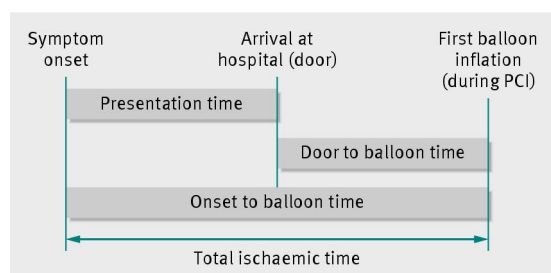 Symptom
onset
Arrival at
hospital (door)
First balloon
inflation
(during PCI)
Presentation time
Door to balloon time
Onset to balloon time
Total ischaemic time